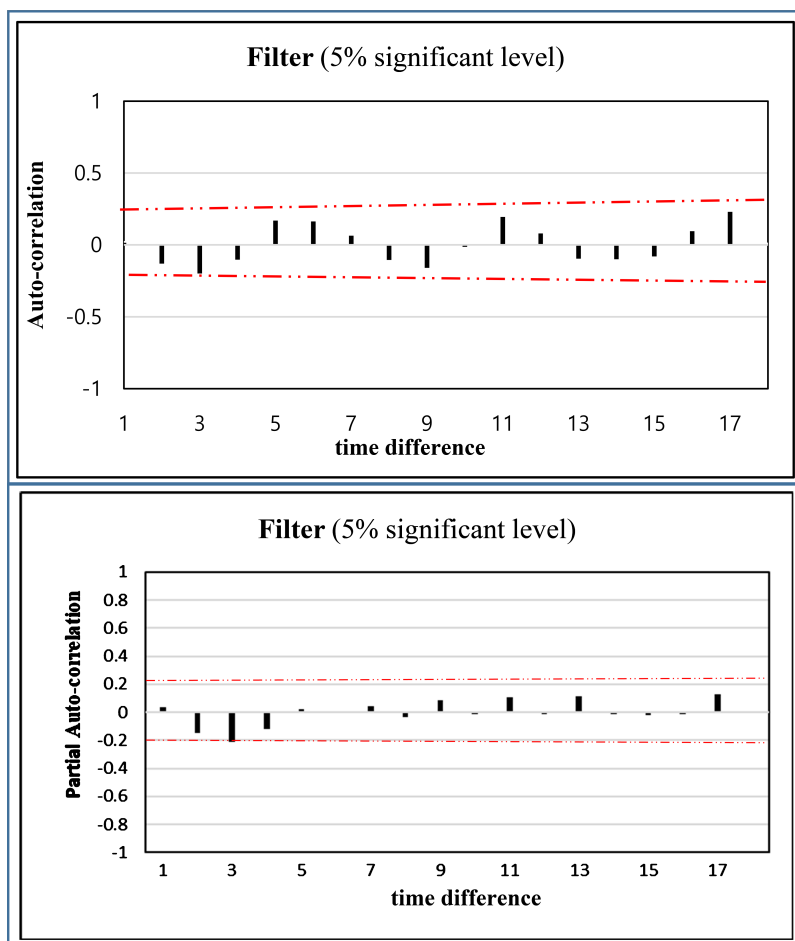 Filter (5% significant level)
1
0.5
0
-0.5
-1
Auto-correlation
1 3 5 7 9 11 13 15 17
time difference
Filter (5% significant level)
1
0.8
0.6
0.4
0.2
0
-0.2
-0.4
-0.6
-0.8
-1
Partial Auto-correlation
1 3 5 7 9 11 13 15 17
time difference